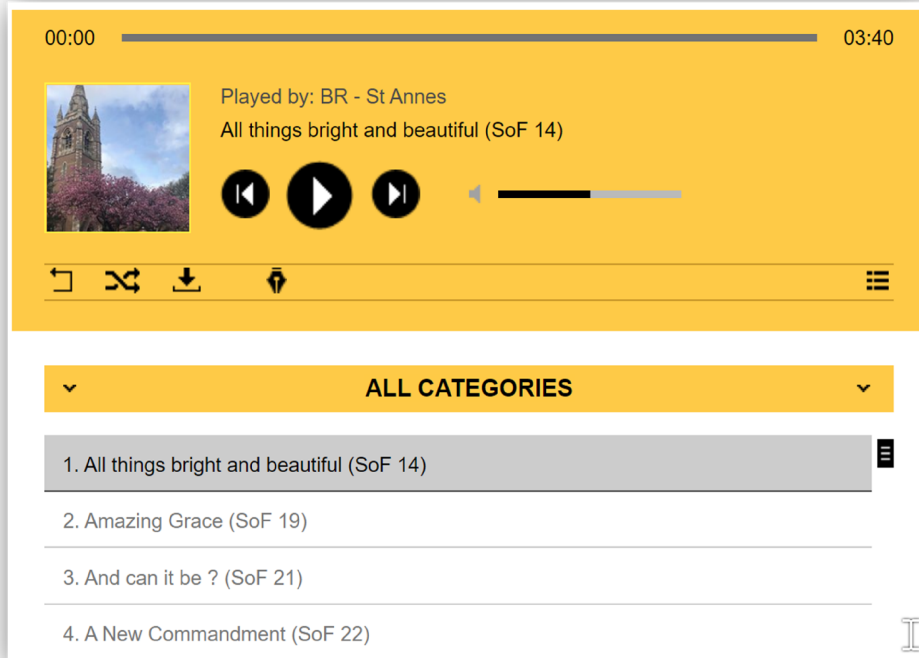 00:00 03:40
Played by: BR - St Annes
All things bright and beautiful (SoF 14)
ALL CATEGORIES
1. All things bright and beautiful (SoF 14)
2. Amazing Grace (SoF 19)
3. And can it be ? (SoF 21)
4. A New Commandment (SoF 22)